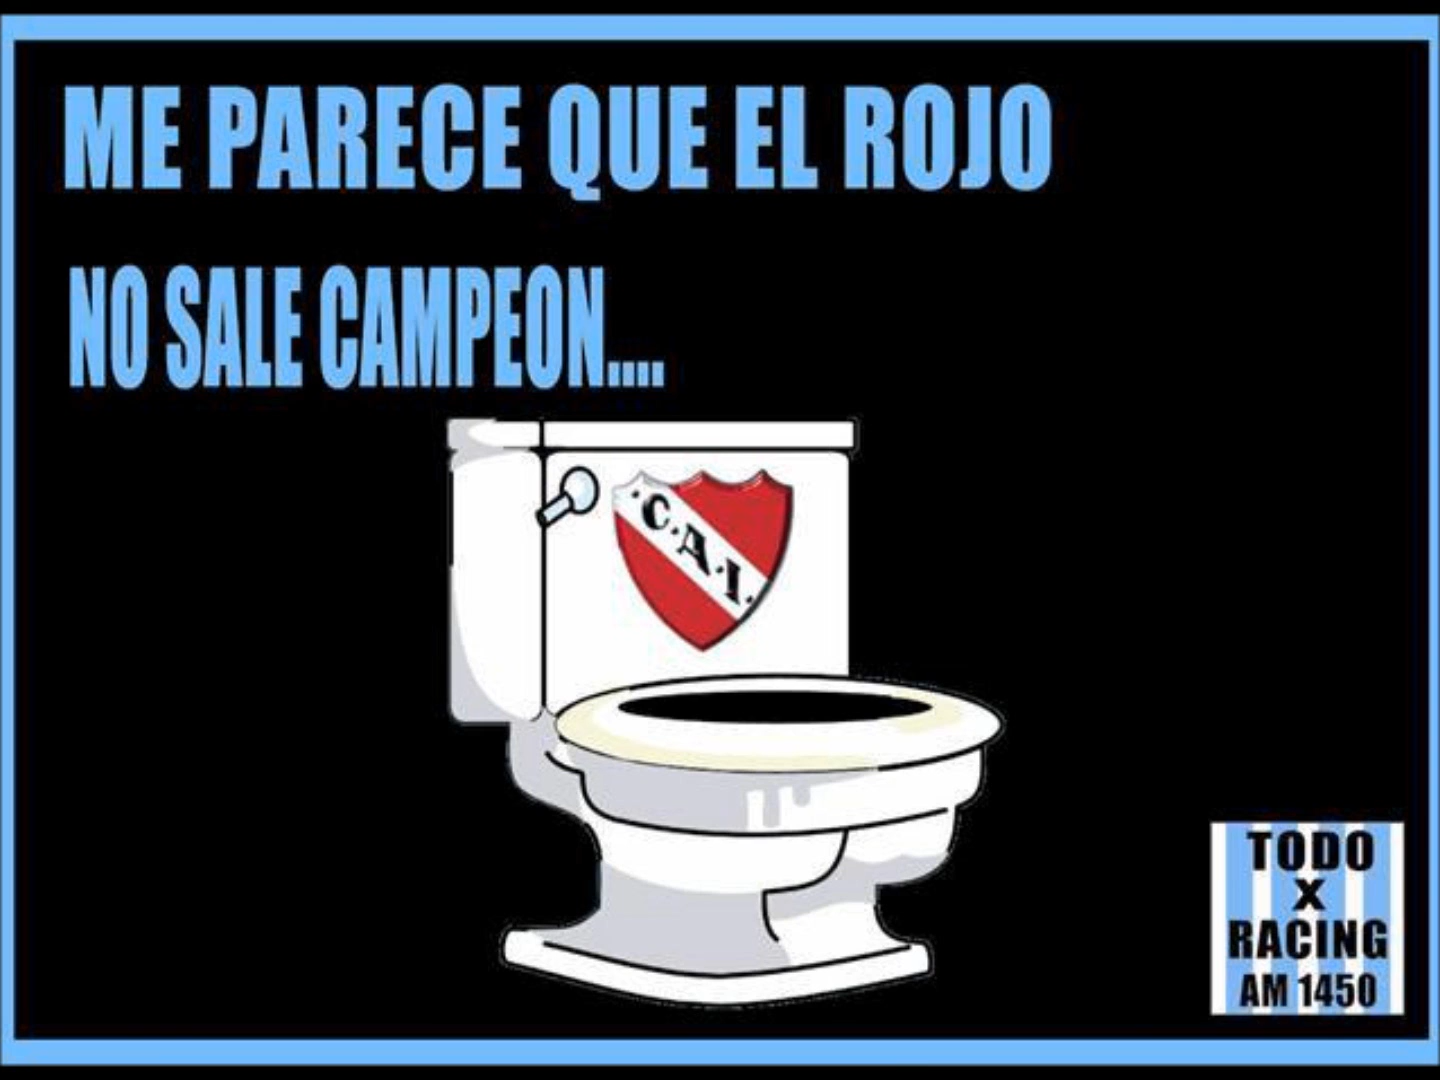 ME PARECE QUE EL ROJO
NO SALE CAMPEON....
·C·A·I·
TODO
X
RACING
AM 1450